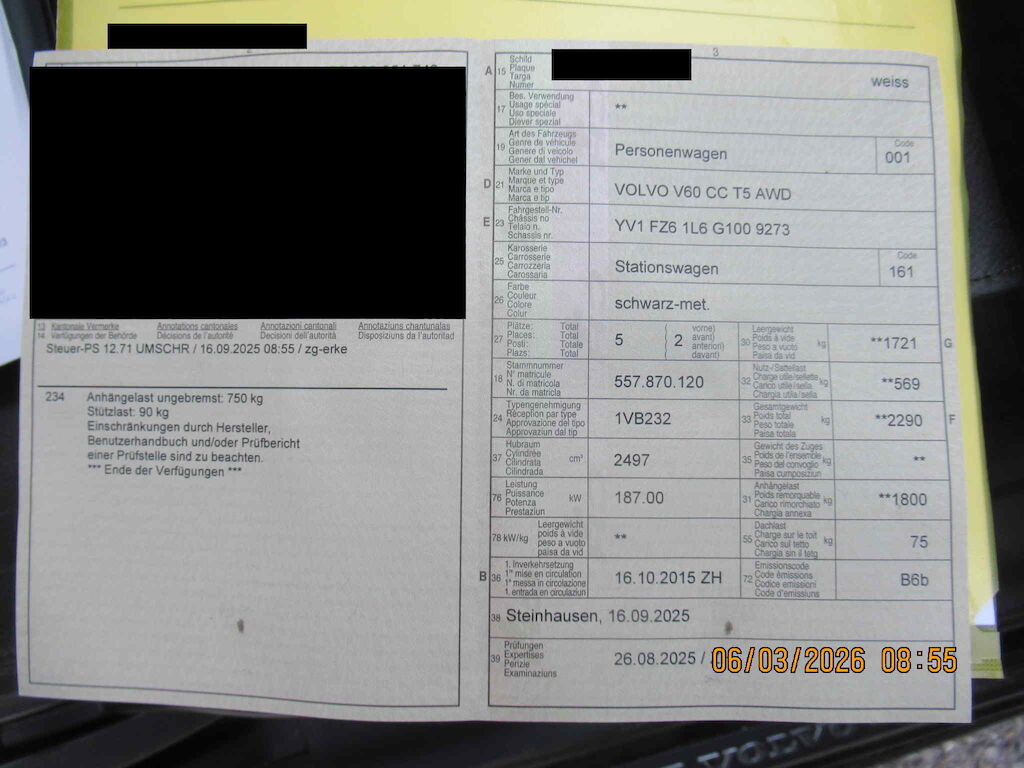 3
A 15 Schild
Plaque
Targa
Numer
weiss
17 Bes. Verwendung
Usage spécial
Uso speciale
Diever spezial
**
19 Art des Fahrzeugs
Genre de véhicule
Genere di veicolo
Gener dal vehichel
Personenwagen
Code
001
D 21 Marke und Typ
Marque et type
Marca e tipo
Marca e tip
VOLVO V60 CC T5 AWD
E 23 Fahrgestell-Nr.
Châssis no
Telaio n.
Schassis nr.
YV1 FZ6 1L6 G100 9273
25 Karosserie
Carrosserie
Carrozzeria
Carossaria
Stationswagen
Code
161
26 Farbe
Couleur
Colore
Colur
schwarz-met.
27 Plätze: Total
Places: Total
Posti: Totale
Plazs: Total
5
( vorne)
( 2 avant)
( anteriori)
davant)
30 Leergewicht
Poids à vide
Peso a vuoto
Paisa da vid
kg
**1721
G
18 Stammnummer
N° matricule
N. di matricola
Nr. da matricla
557.870.120
32 Nutz-/Sattellast
Charge utile/sellette
Carico utile/sella
Chargia utila/sella
kg
**569
24 Typengenehmigung
Réception par type
Approvazione del tipo
Approvaziun dal tip
1VB232
33 Gesamtgewicht
Poids total
Peso totale
Paisa totala
kg
**2290
F
37 Hubraum
Cylindrée
Cilindrata
Cilindrada
cm³
2497
35 Gewicht des Zuges
Poids de l'ensemble
Peso del convoglio
Paisa cumposiziun
kg
**
76 Leistung
Puissance
Potenza
Prestaziun
kW
187.00
31 Anhängelast
Poids remorquable
Carico rimorchiato
Chargia annexa
kg
**1800
78 kW/kg
Leergewicht
poids à vide
peso a vuoto
paisa da vid
**
55 Dachlast
Charge sur le toit
Carico sul tetto
Chargia sin il tetg
kg
75
B 36 1. Inverkehrsetzung
1re mise en circulation
1a messa in circolazione
1. entrada en circulaziun
16.10.2015 ZH
72 Emissionscode
Code émissions
Codice emissioni
Code d'emissiuns
B6b
38 Steinhausen, 16.09.2025
39 Prüfungen
Expertises
Perizie
Examinaziuns
26.08.2025 /
06/03/2026 08:55
13 Kantonale Vermerke Annotations cantonales Annotazioni cantonali Annotaziuns chantunalas
14 Verfügungen der Behörde Décisions de l'autorité Decisioni dell'autorità Disposiziuns da l'autoritad
Steuer-PS 12.71 UMSCHR / 16.09.2025 08:55 / zg-erke
234 Anhängelast ungebremst: 750 kg
Stützlast: 90 kg
Einschränkungen durch Hersteller,
Benutzerhandbuch und/oder Prüfbericht
einer Prüfstelle sind zu beachten.
*** Ende der Verfügungen ***
VOLVO